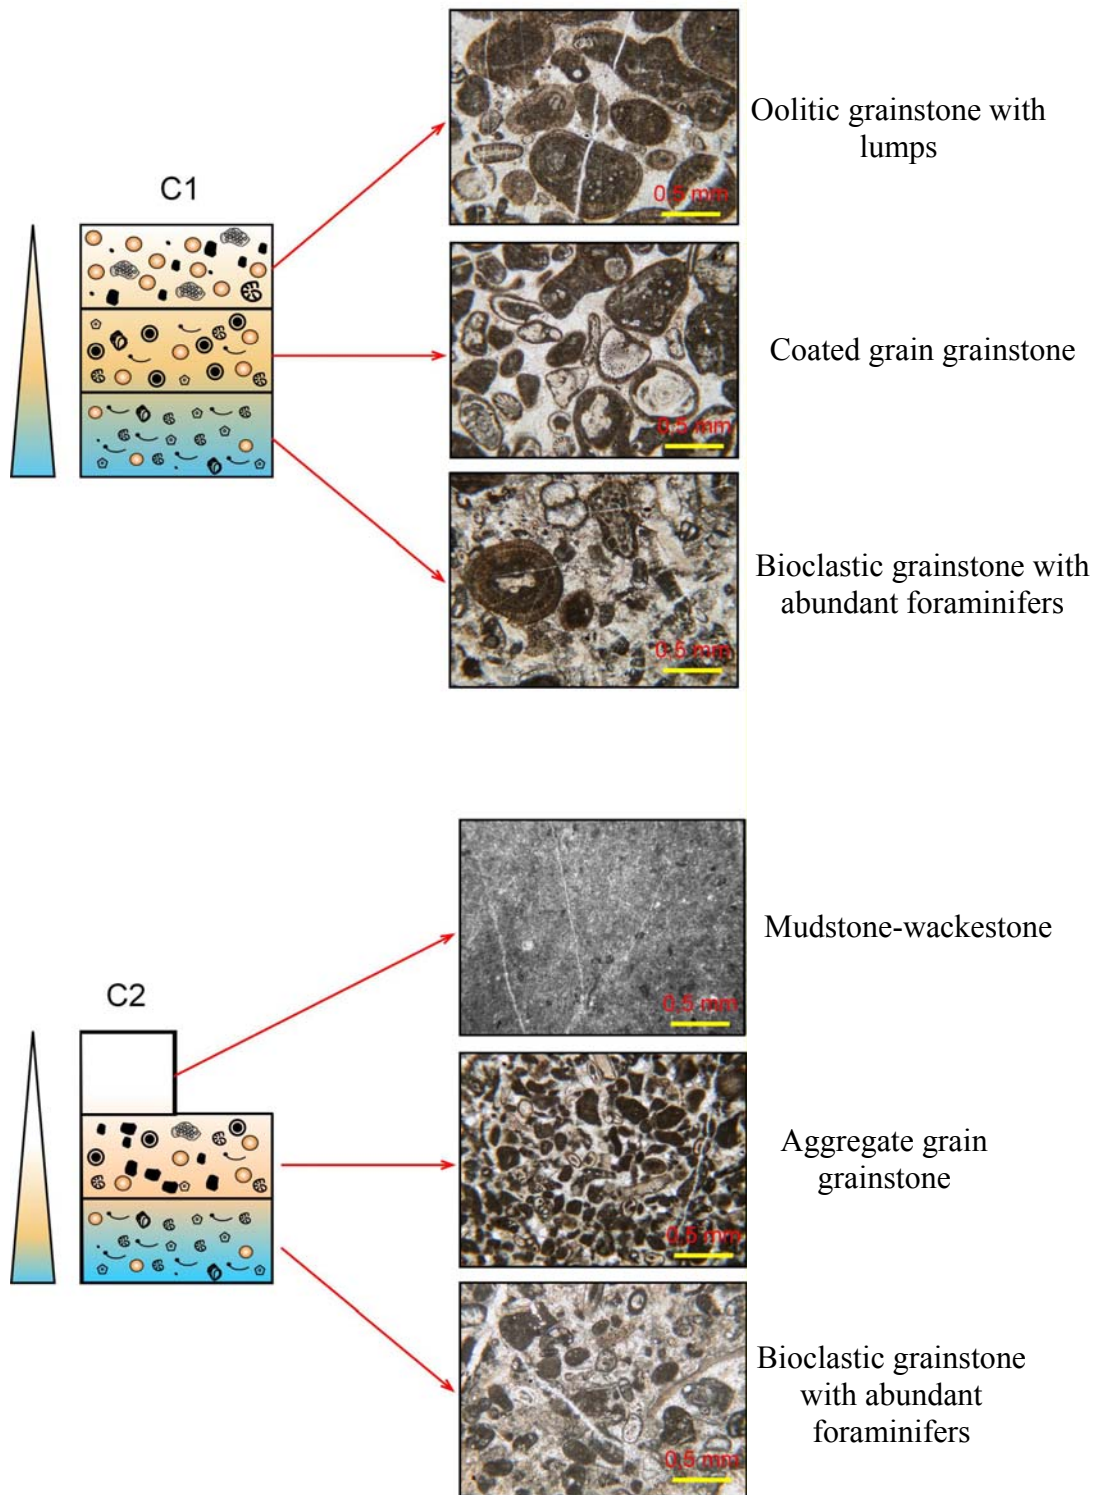 Oolitic grainstone with
lumps
C1
0.5 mm
Coated grain grainstone
0.5 mm
Bioclastic grainstone with
abundant foraminifers
0.5 mm
Mudstone-wackestone
0.5 mm
C2
Aggregate grain
grainstone
0.5 mm
Bioclastic grainstone
with abundant
foraminifers
0.5 mm